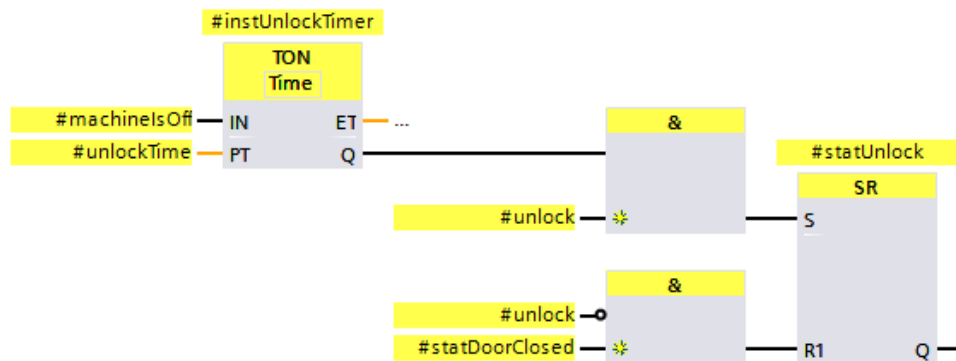 #instUnlockTimer
TON
Time
#machineIsOff
IN
ET
...
#unlockTime
PT
Q
&
#unlock
#statUnlock
SR
S
&
#unlock
#statDoorClosed
R1
Q